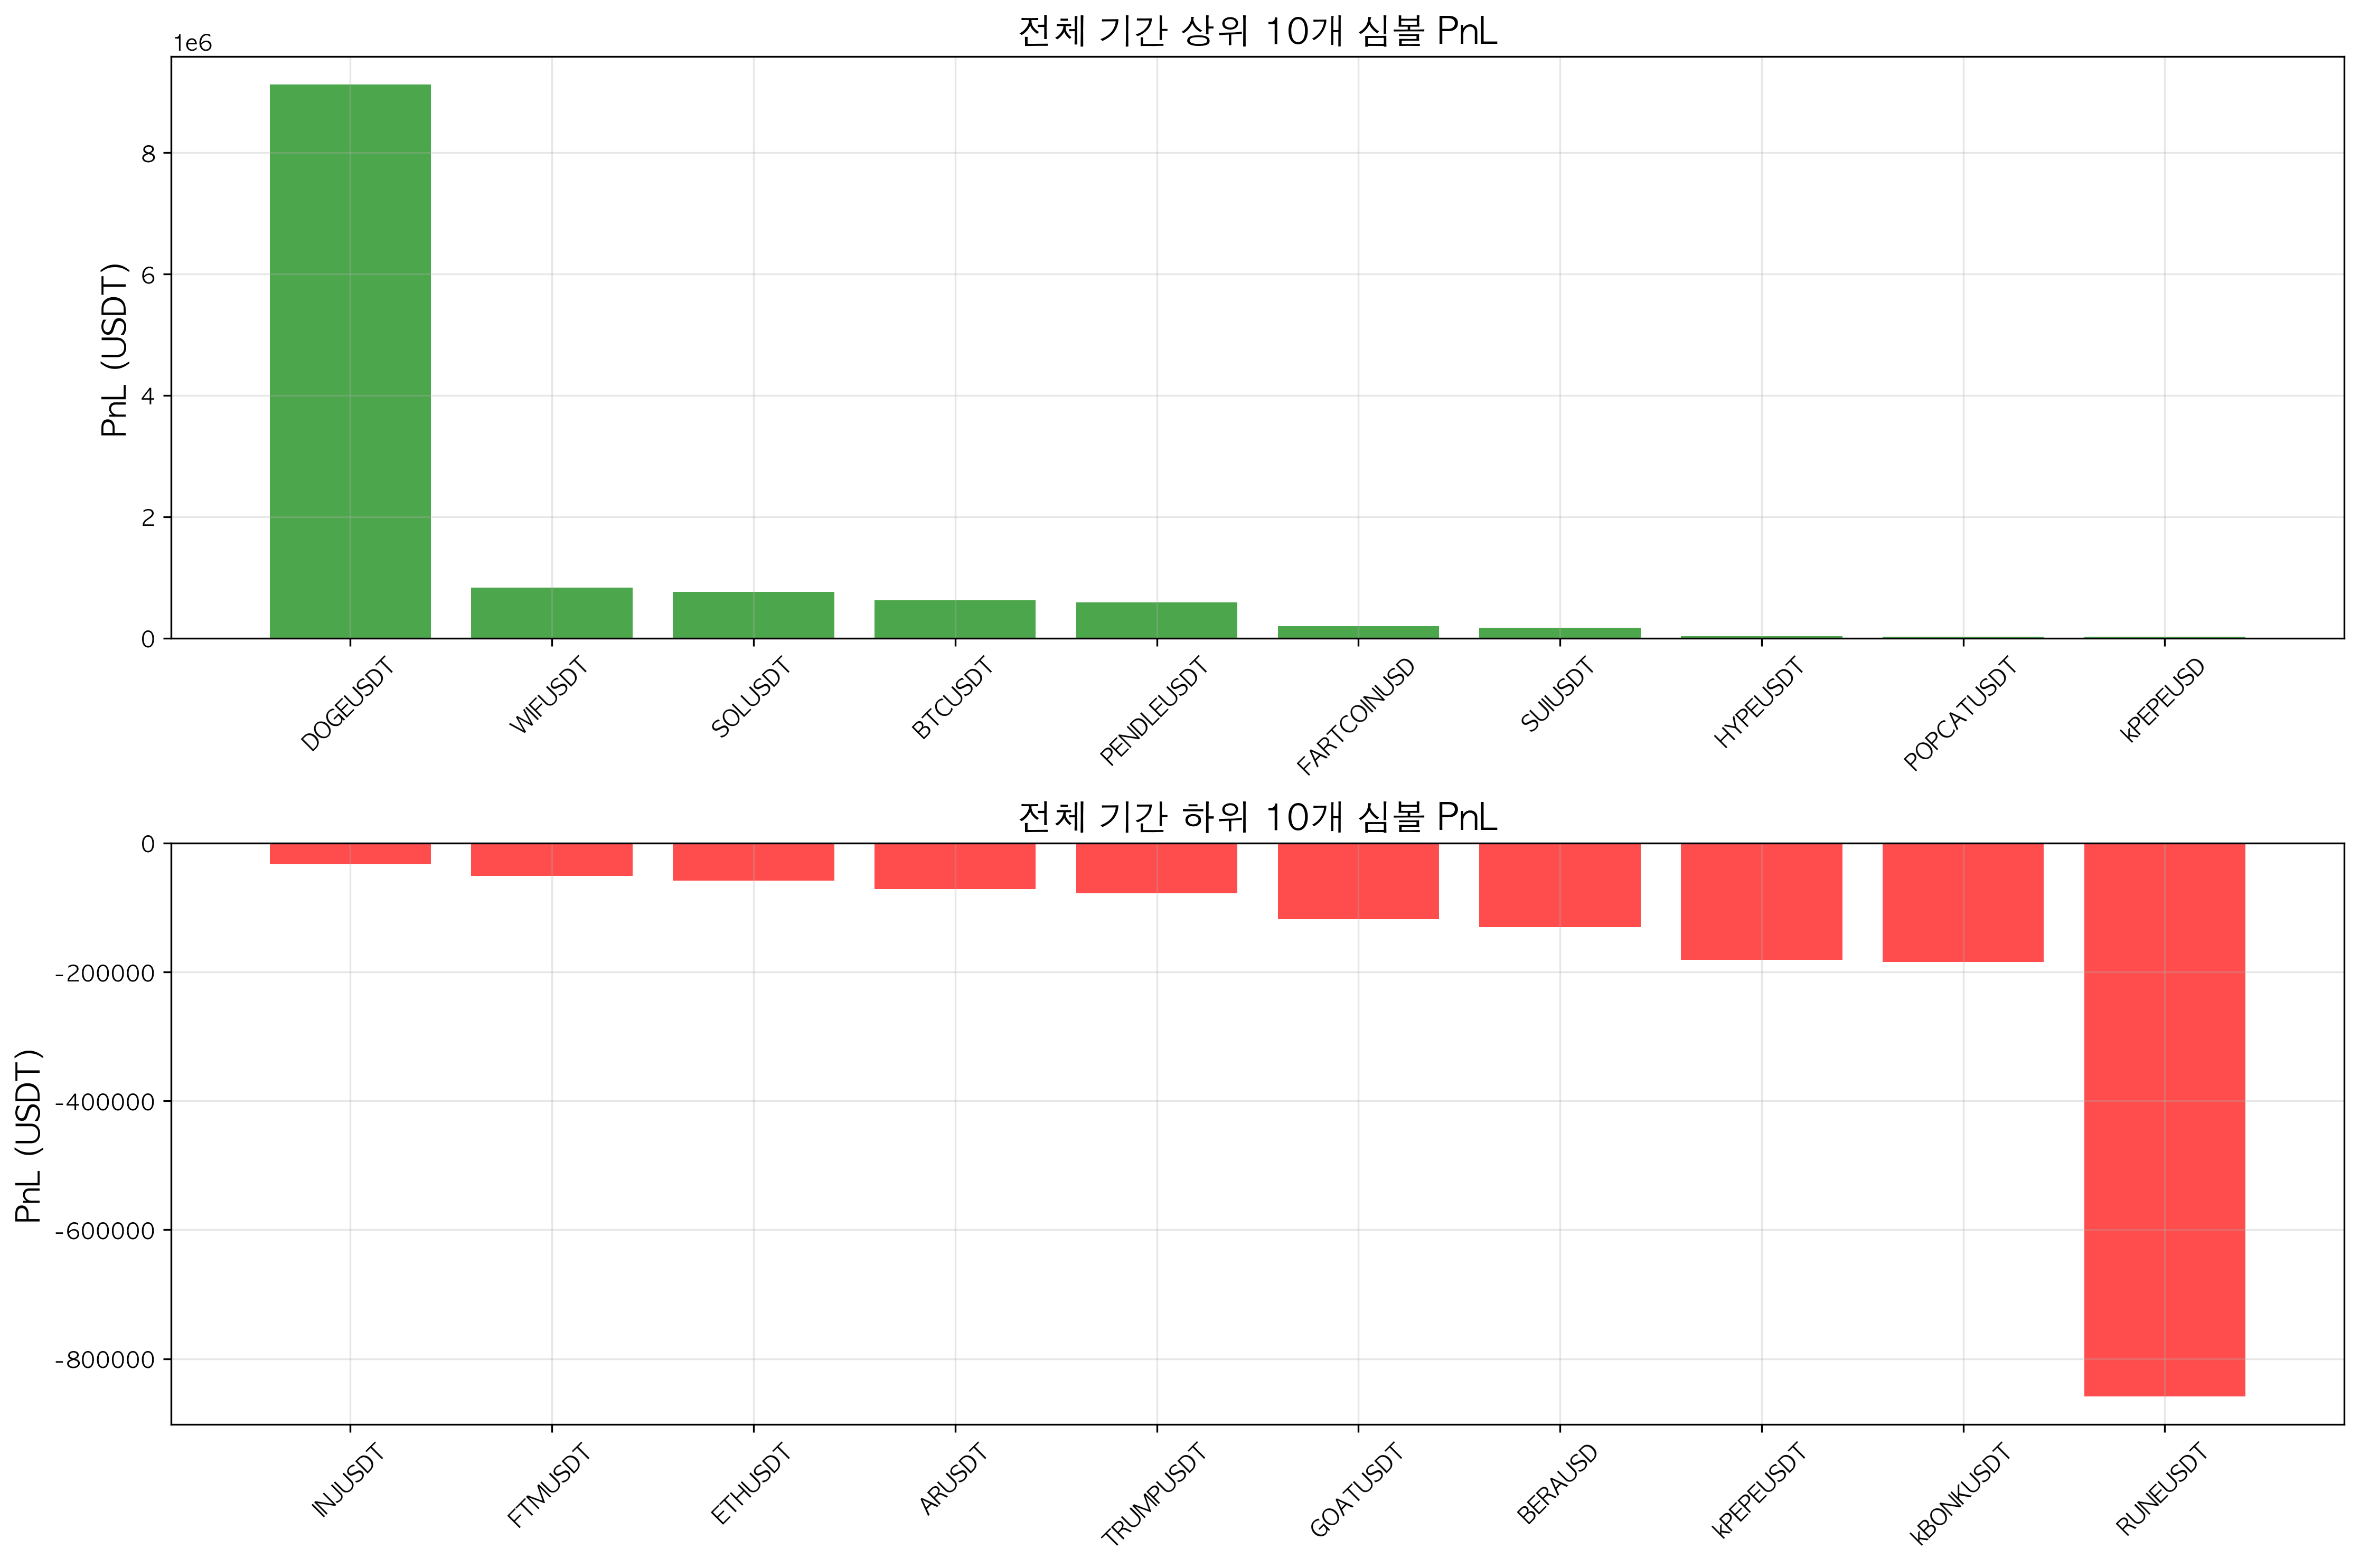 전체 기간 상위 10개 심볼 PnL
1e6
PnL (USDT)
8
6
4
2
0
DOGEUSDT
WIFUSDT
SOLUSDT
BTCUSDT
PENDLEUSDT
FARTCOINUSD
SUIUSDT
HYPEUSDT
POPCATUSDT
kPEPEUSD
전체 기간 하위 10개 심볼 PnL
PnL (USDT)
0
-200000
-400000
-600000
-800000
INJUSDT
FTMUSDT
ETHUSDT
ARUSDT
TRUMPUSDT
GOATUSDT
BERAUSD
kPEPEUSDT
kBONKUSDT
RUNEUSDT